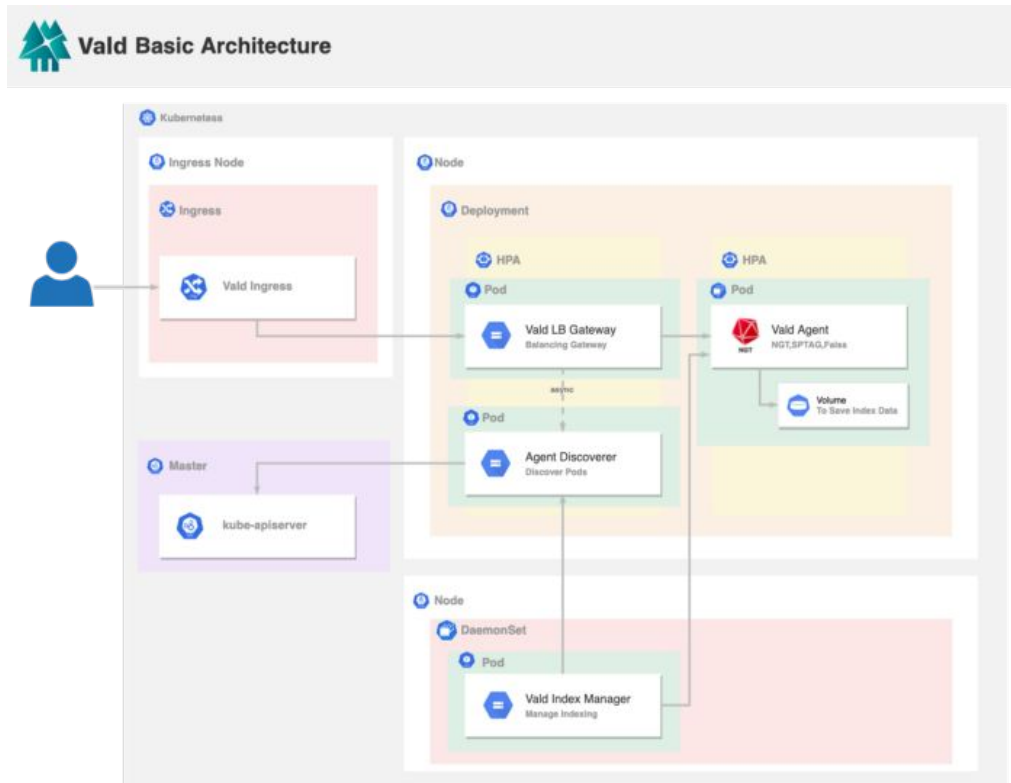 Vald Basic Architecture
Kubernetess
Ingress Node
Ingress
Vald Ingress
Node
Deployment
HPA
Pod
Vald LB Gateway
Balancing Gateway
async
Pod
Agent Discoverer
Discover Pods
HPA
Pod
Vald Agent
NGT,SPTAG,Faiss
NGT
Volume
To Save Index Data
Master
kube-apiserver
Node
DaemonSet
Pod
Vald Index Manager
Manage Indexing